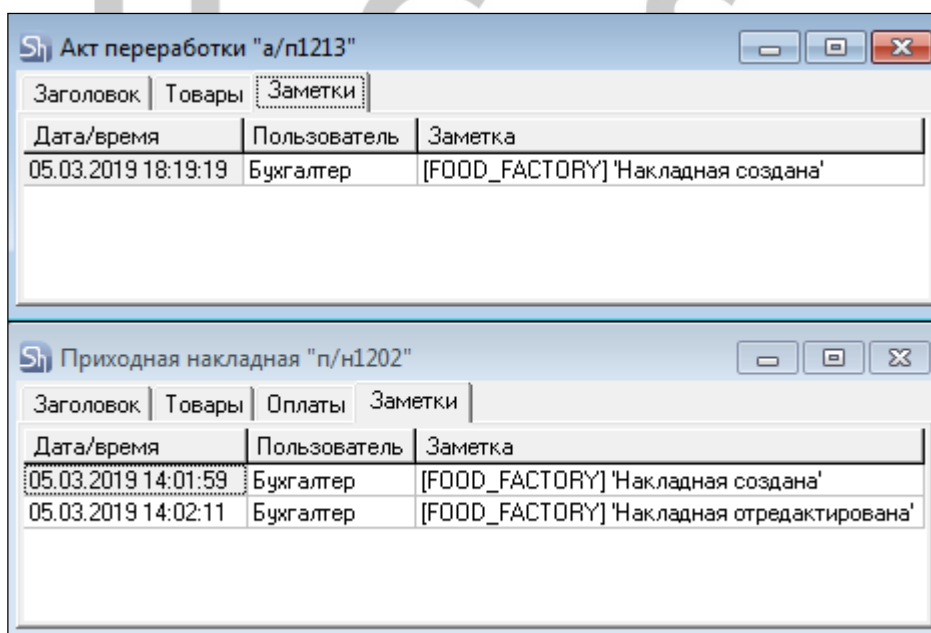 Sh Акт переработки "а/п1213"
Заголовок Товары Заметки
Дата/время Пользователь Заметка
05.03.2019 18:19:19 Бухгалтер [FOOD_FACTORY] 'Накладная создана'
Sh Приходная накладная "п/н1202"
Заголовок Товары Оплаты Заметки
Дата/время Пользователь Заметка
05.03.2019 14:01:59 Бухгалтер [FOOD_FACTORY] 'Накладная создана'
05.03.2019 14:02:11 Бухгалтер [FOOD_FACTORY] 'Накладная отредактирована'